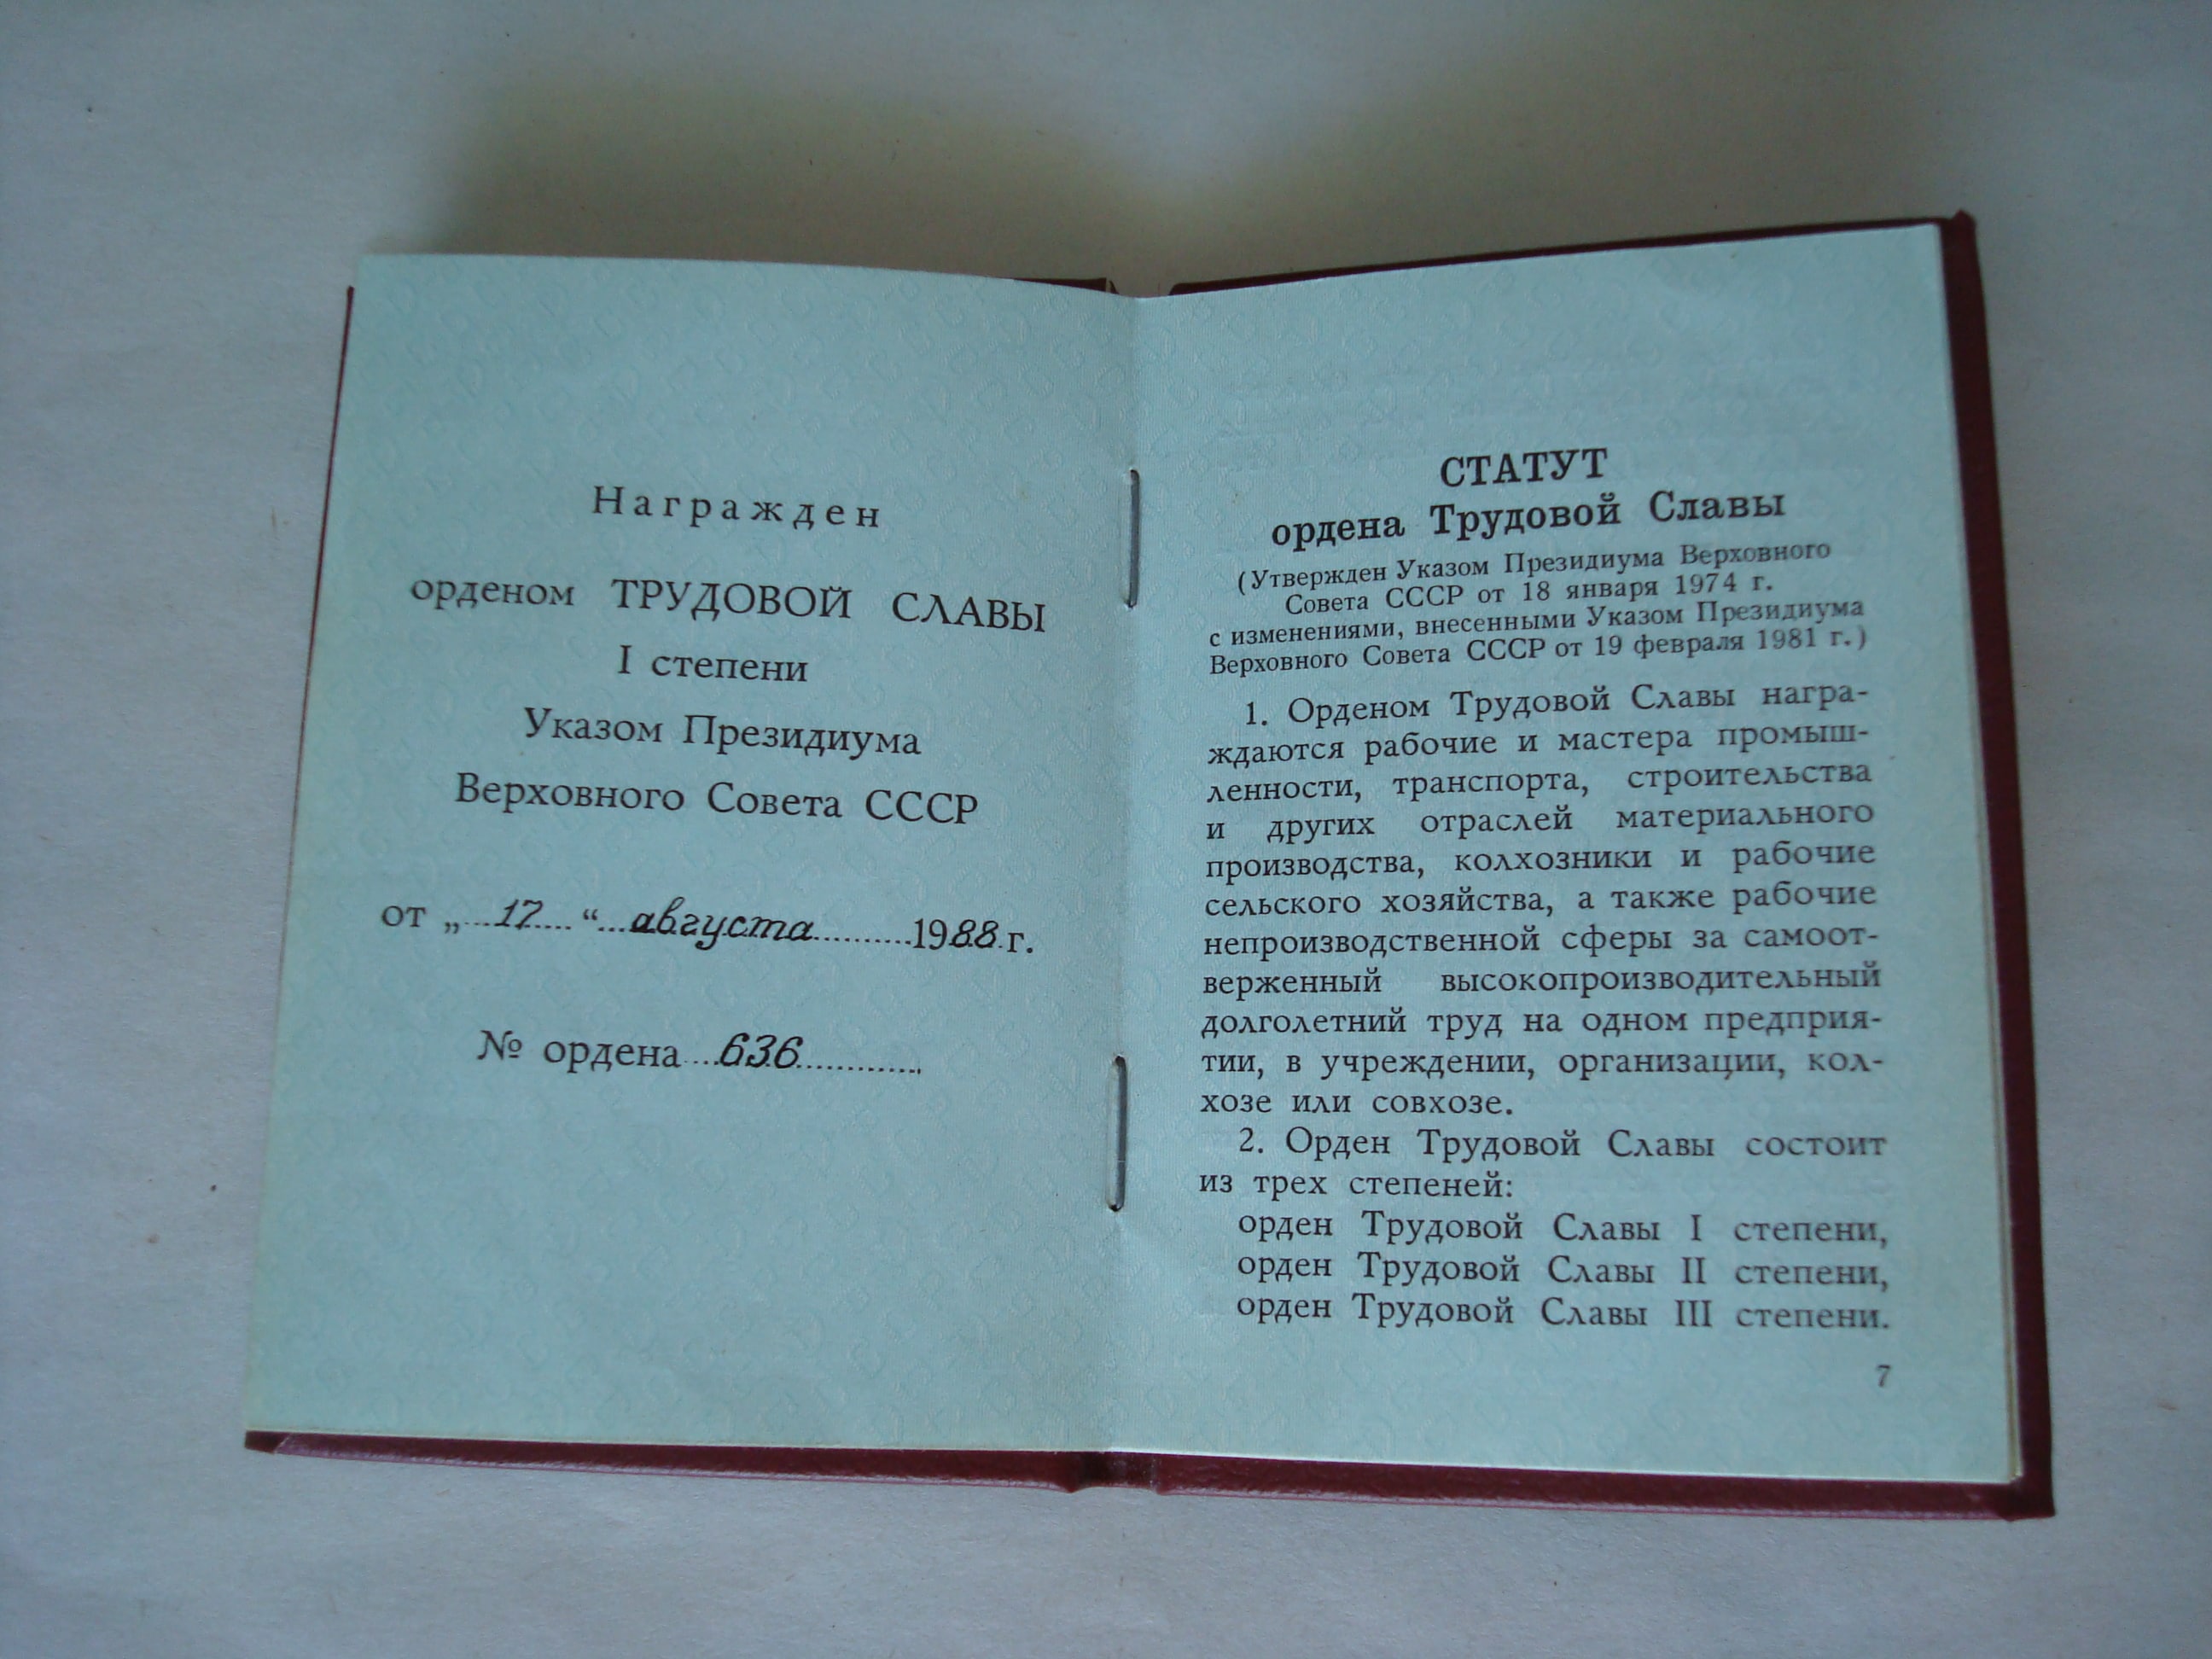 Награжден
орденом ТРУДОВОЙ СЛАВЫ
I степени
Указом Президиума
Верховного Совета СССР
от „...17....“...августа..........1988.г.
№ ордена....636.............
СТАТУТ
ордена Трудовой Славы
(Утвержден Указом Президиума Верховного
Совета СССР от 18 января 1974 г.
с изменениями, внесенными Указом Президиума
Верховного Совета СССР от 19 февраля 1981 г.)
1. Орденом Трудовой Славы награ-
ждаются рабочие и мастера промыш-
ленности, транспорта, строительства
и других отраслей материального
производства, колхозники и рабочие
сельского хозяйства, а также рабочие
непроизводственной сферы за самоот-
верженный высокопроизводительный
долголетний труд на одном предприя-
тии, в учреждении, организации, кол-
хозе или совхозе.
2. Орден Трудовой Славы состоит
из трех степеней:
орден Трудовой Славы I степени,
орден Трудовой Славы II степени,
орден Трудовой Славы III степени.
7